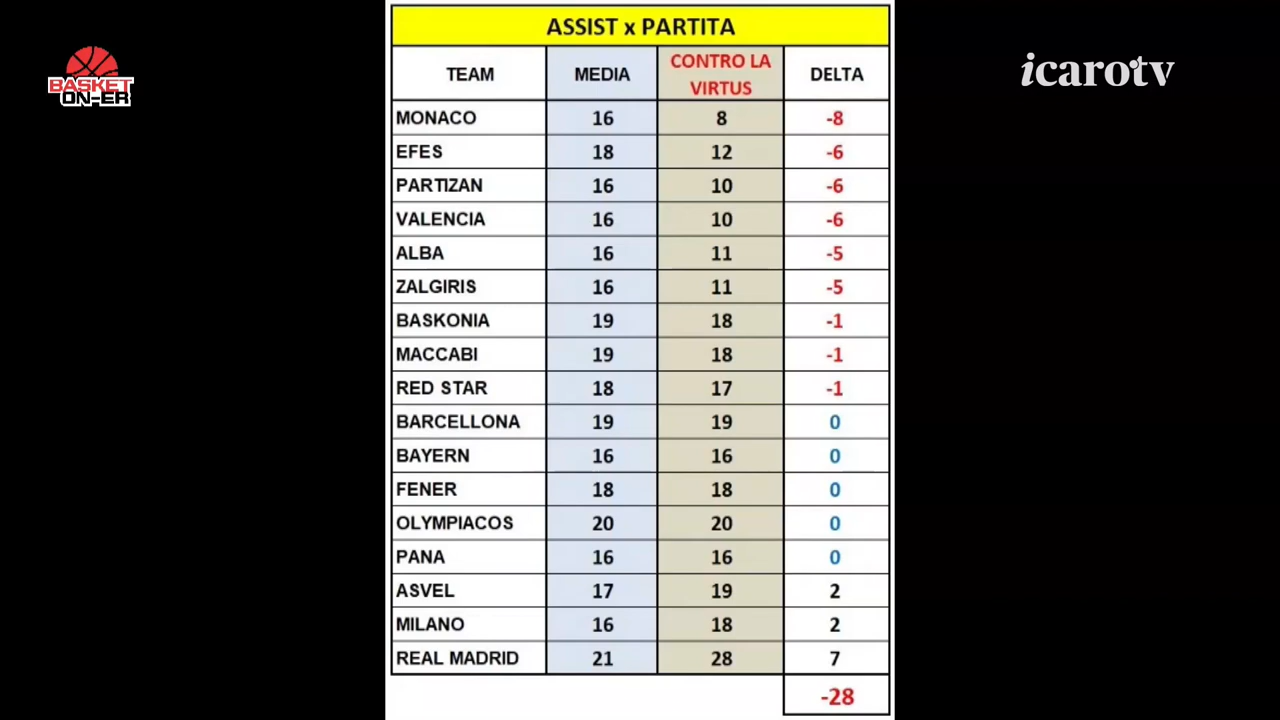 ASSIST x PARTITA
TEAM MEDIA CONTRO LA VIRTUS DELTA
MONACO 16 8 -8
EFES 18 12 -6
PARTIZAN 16 10 -6
VALENCIA 16 10 -6
ALBA 16 11 -5
ZALGIRIS 16 11 -5
BASKONIA 19 18 -1
MACCABI 19 18 -1
RED STAR 18 17 -1
BARCELLONA 19 19 0
BAYERN 16 16 0
FENER 18 18 0
OLYMPIACOS 20 20 0
PANA 16 16 0
ASVEL 17 19 2
MILANO 16 18 2
REAL MADRID 21 28 7
-28
BASKET
ON-ER
icarotv